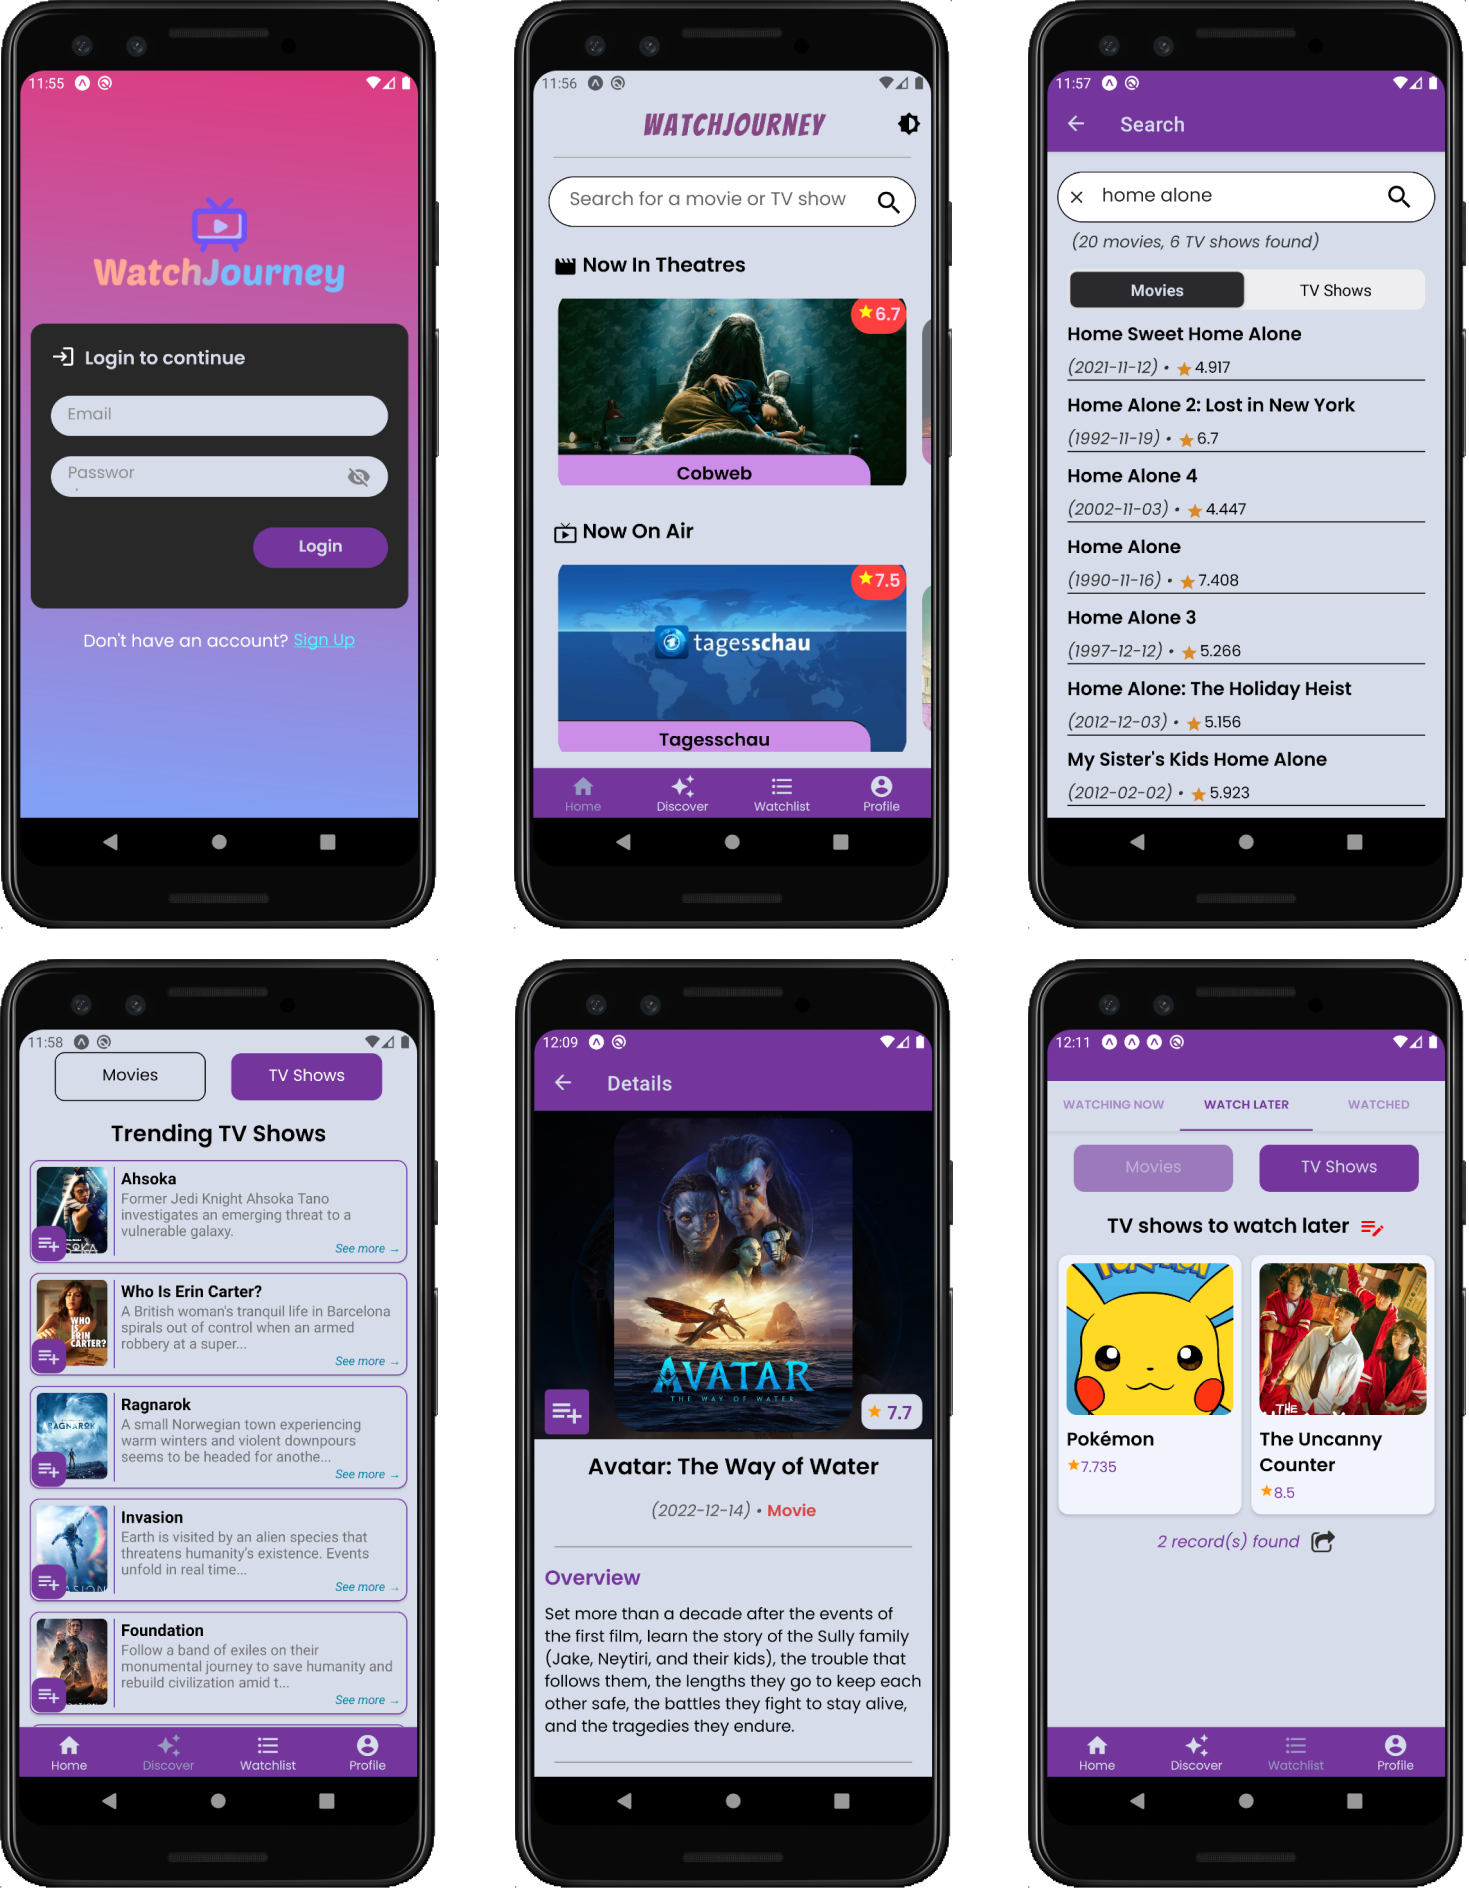 11:55
WatchJourney
Login to continue
Email
Passwor
Login
Don't have an account? Sign Up
11:56
WATCHJOURNEY
Search for a movie or TV show
Now In Theatres
6.7
Cobweb
Now On Air
7.5
tagesschau
Tagesschau
Home Discover Watchlist Profile
11:57
Search
home alone
(20 movies, 6 TV shows found)
Movies TV Shows
Home Sweet Home Alone
(2021-11-12) • 4.917
Home Alone 2: Lost in New York
(1992-11-19) • 6.7
Home Alone 4
(2002-11-03) • 4.447
Home Alone
(1990-11-16) • 7.408
Home Alone 3
(1997-12-12) • 5.266
Home Alone: The Holiday Heist
(2012-12-03) • 5.156
My Sister's Kids Home Alone
(2012-02-02) • 5.923
11:58
Movies TV Shows
Trending TV Shows
Ahsoka
Former Jedi Knight Ahsoka Tano
investigates an emerging threat to a
vulnerable galaxy.
See more →
Who Is Erin Carter?
A British woman's tranquil life in Barcelona
spirals out of control when an armed
robbery at a super...
See more →
WHO
IS
ERIN
CARTER?
Ragnarok
A small Norwegian town experiencing
warm winters and violent downpours
seems to be headed for anothe...
See more →
RAGNAROK
Invasion
Earth is visited by an alien species that
threatens humanity's existence. Events
unfold in real time...
See more →
Foundation
Follow a band of exiles on their
monumental journey to save humanity and
rebuild civilization amid t...
See more →
Home Discover Watchlist Profile
12:09
Details
AVATAR
THE WAY OF WATER
7.7
Avatar: The Way of Water
(2022-12-14) • Movie
Overview
Set more than a decade after the events of
the first film, learn the story of the Sully family
(Jake, Neytiri, and their kids), the trouble that
follows them, the lengths they go to keep each
other safe, the battles they fight to stay alive,
and the tragedies they endure.
12:11
WATCHING NOW WATCH LATER WATCHED
Movies TV Shows
TV shows to watch later
POKÉMON
THE
Pokémon
7.735
The Uncanny
Counter
8.5
2 record(s) found
Home Discover Watchlist Profile